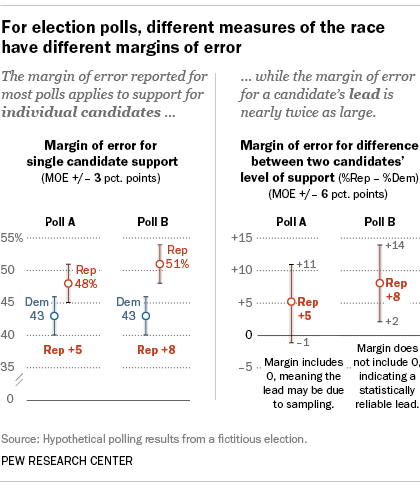 For election polls, different measures of the race
have different margins of error
The margin of error reported for
most polls applies to support for
individual candidates ...
... while the margin of error
for a candidate's lead is
nearly twice as large.
Margin of error for
single candidate support
(MOE +/– 3 pct. points)
Margin of error for difference
between two candidates'
level of support (%Rep – %Dem)
(MOE +/– 6 pct. points)
Poll A
Poll B
55%
50
45
40
35
0
Dem
43
Rep
48%
Rep +5
Dem
43
Rep
51%
Rep +8
Poll A
Poll B
+15
+10
+5
0
–5
+11
Rep
+5
–1
+14
Rep
+8
+2
Margin includes
0, meaning the
lead may be due
to sampling.
Margin does
not include 0,
indicating a
statistically
reliable lead.
Source: Hypothetical polling results from a fictitious election.
PEW RESEARCH CENTER